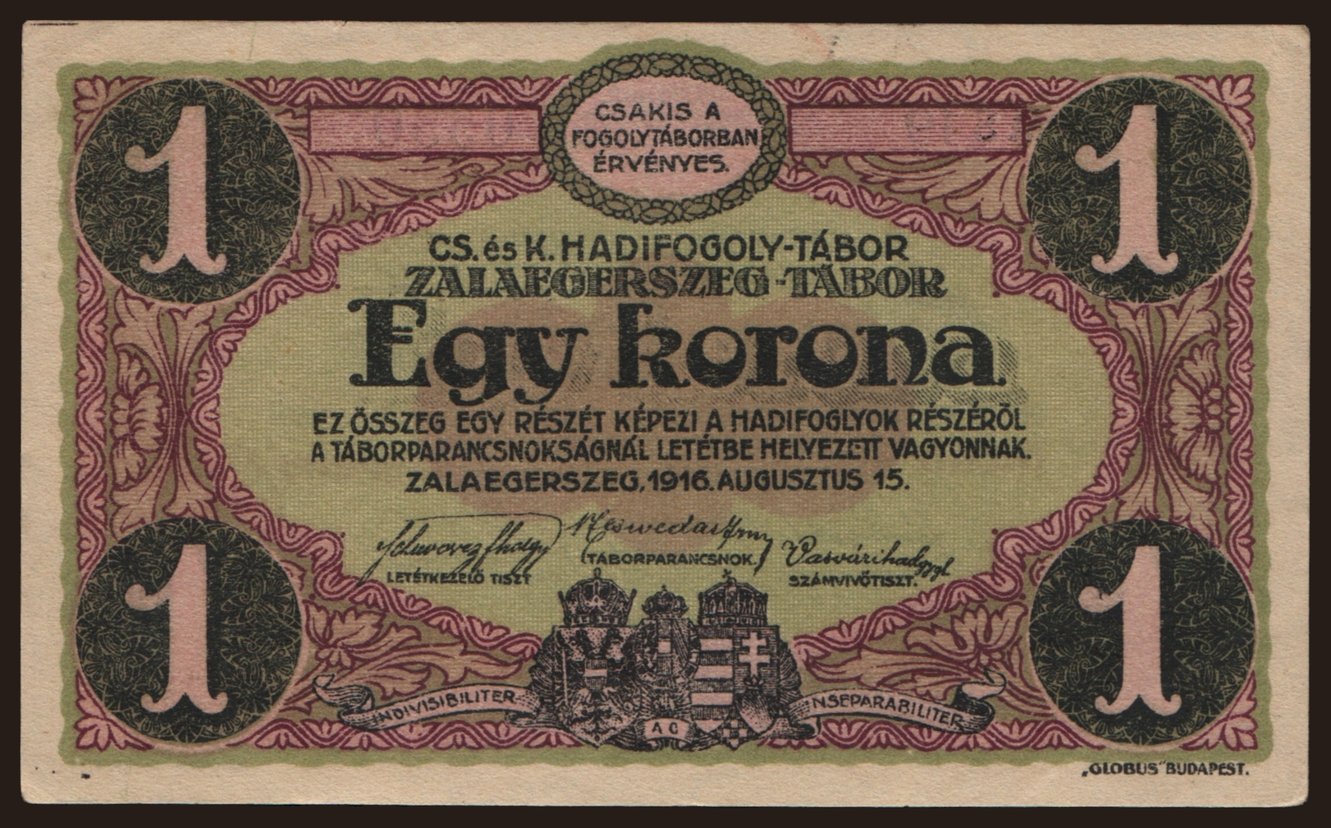 1
1
CSAKIS A
FOGOLYTÁBORBAN
ÉRVÉNYES.
CS. és K. HADIFOGOLY-TÁBOR
ZALAEGERSZEG-TÁBOR
Egy korona
EZ ÖSSZEG EGY RÉSZÉT KÉPEZI A HADIFOGLYOK RÉSZÉRŐL
A TÁBORPARANCSNOKSÁGNÁL LETÉTBE HELYEZETT VAGYONNAK.
ZALAEGERSZEG, 1916. AUGUSZTUS 15.
TÁBORPARANCSNOK.
LETÉTKEZELŐ TISZT
SZÁMVIVŐTISZT.
1
1
INDIVISIBILITER
AC
INSEPARABILITER
„GLOBUS" BUDAPEST.